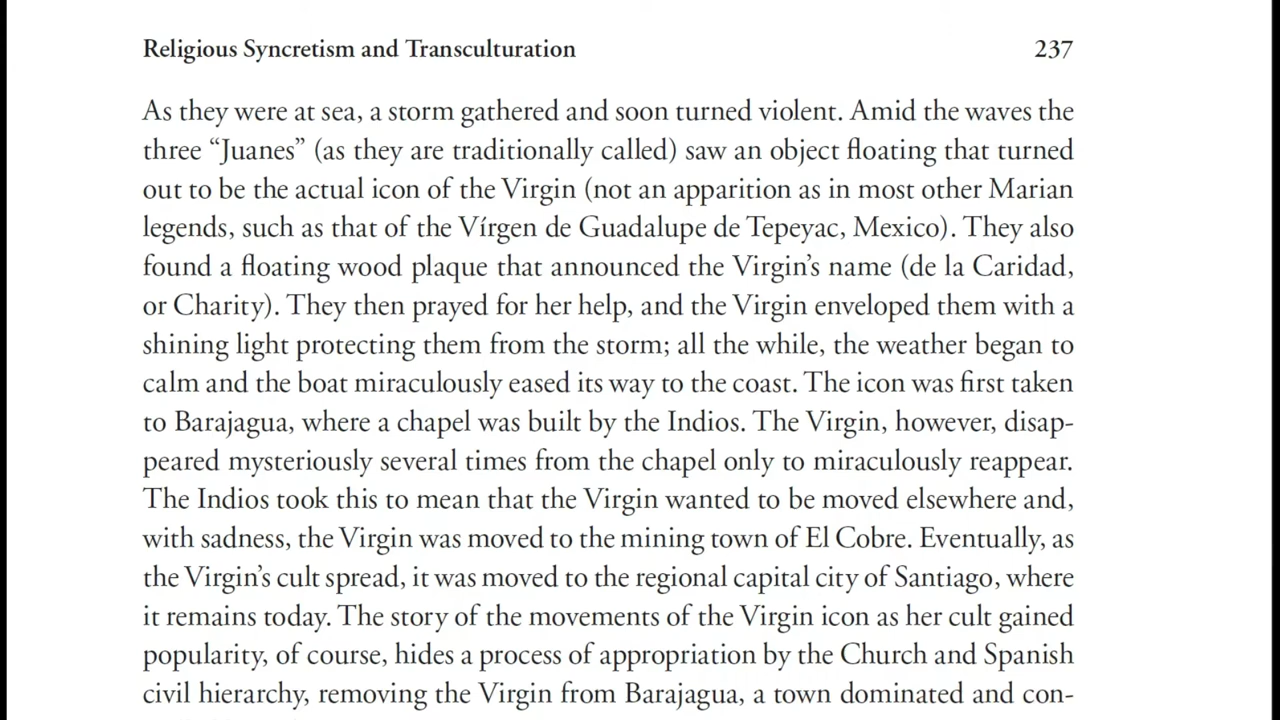 Religious Syncretism and Transculturation 237
As they were at sea, a storm gathered and soon turned violent. Amid the waves the
three “Juanes” (as they are traditionally called) saw an object floating that turned
out to be the actual icon of the Virgin (not an apparition as in most other Marian
legends, such as that of the Vírgen de Guadalupe de Tepeyac, Mexico). They also
found a floating wood plaque that announced the Virgin’s name (de la Caridad,
or Charity). They then prayed for her help, and the Virgin enveloped them with a
shining light protecting them from the storm; all the while, the weather began to
calm and the boat miraculously eased its way to the coast. The icon was first taken
to Barajagua, where a chapel was built by the Indios. The Virgin, however, disap-
peared mysteriously several times from the chapel only to miraculously reappear.
The Indios took this to mean that the Virgin wanted to be moved elsewhere and,
with sadness, the Virgin was moved to the mining town of El Cobre. Eventually, as
the Virgin’s cult spread, it was moved to the regional capital city of Santiago, where
it remains today. The story of the movements of the Virgin icon as her cult gained
popularity, of course, hides a process of appropriation by the Church and Spanish
civil hierarchy, removing the Virgin from Barajagua, a town dominated and con-